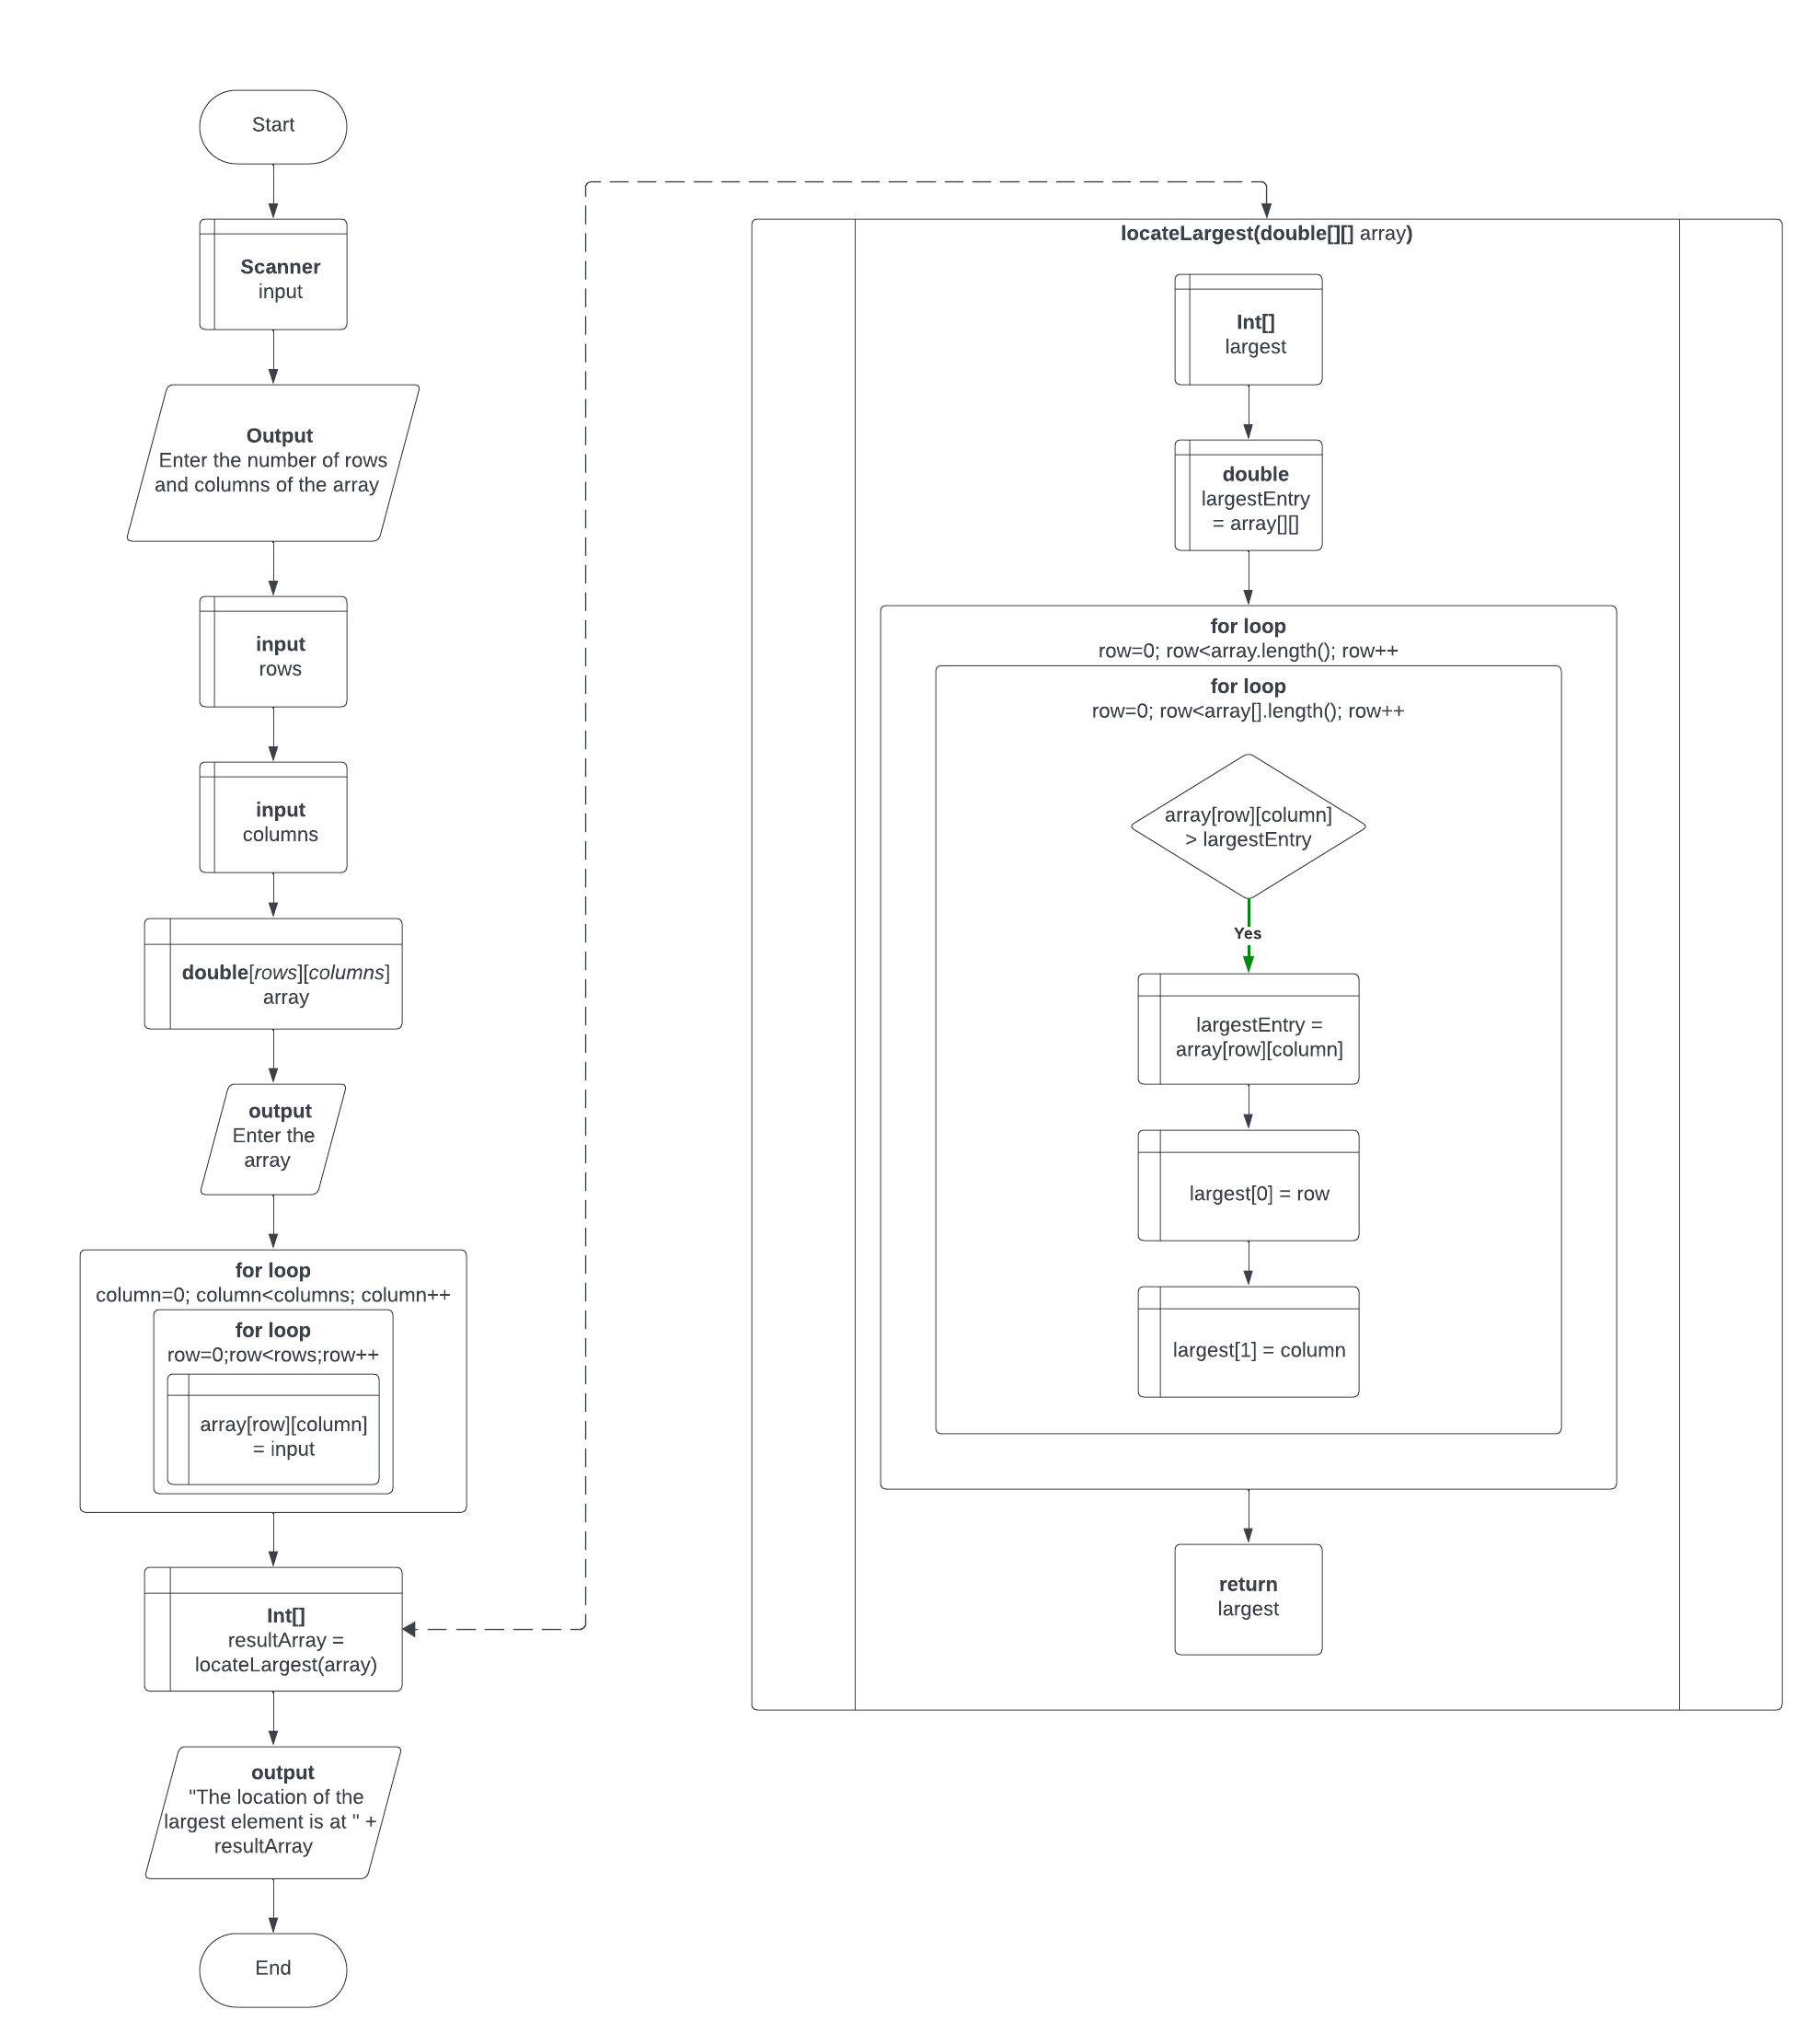 Start
Scanner
input
Output
Enter the number of rows
and columns of the array
input
rows
input
columns
double[rows][columns]
array
output
Enter the
array
for loop
column=0; column<columns; column++
for loop
row=0;row<rows;row++
array[row][column]
= input
Int[]
resultArray =
locateLargest(array)
output
"The location of the
largest element is at " +
resultArray
End
locateLargest(double[][] array)
Int[]
largest
double
largestEntry
= array[][]
for loop
row=0; row<array.length(); row++
for loop
row=0; row<array[].length(); row++
array[row][column]
> largestEntry
Yes
largestEntry =
array[row][column]
largest[0] = row
largest[1] = column
return
largest